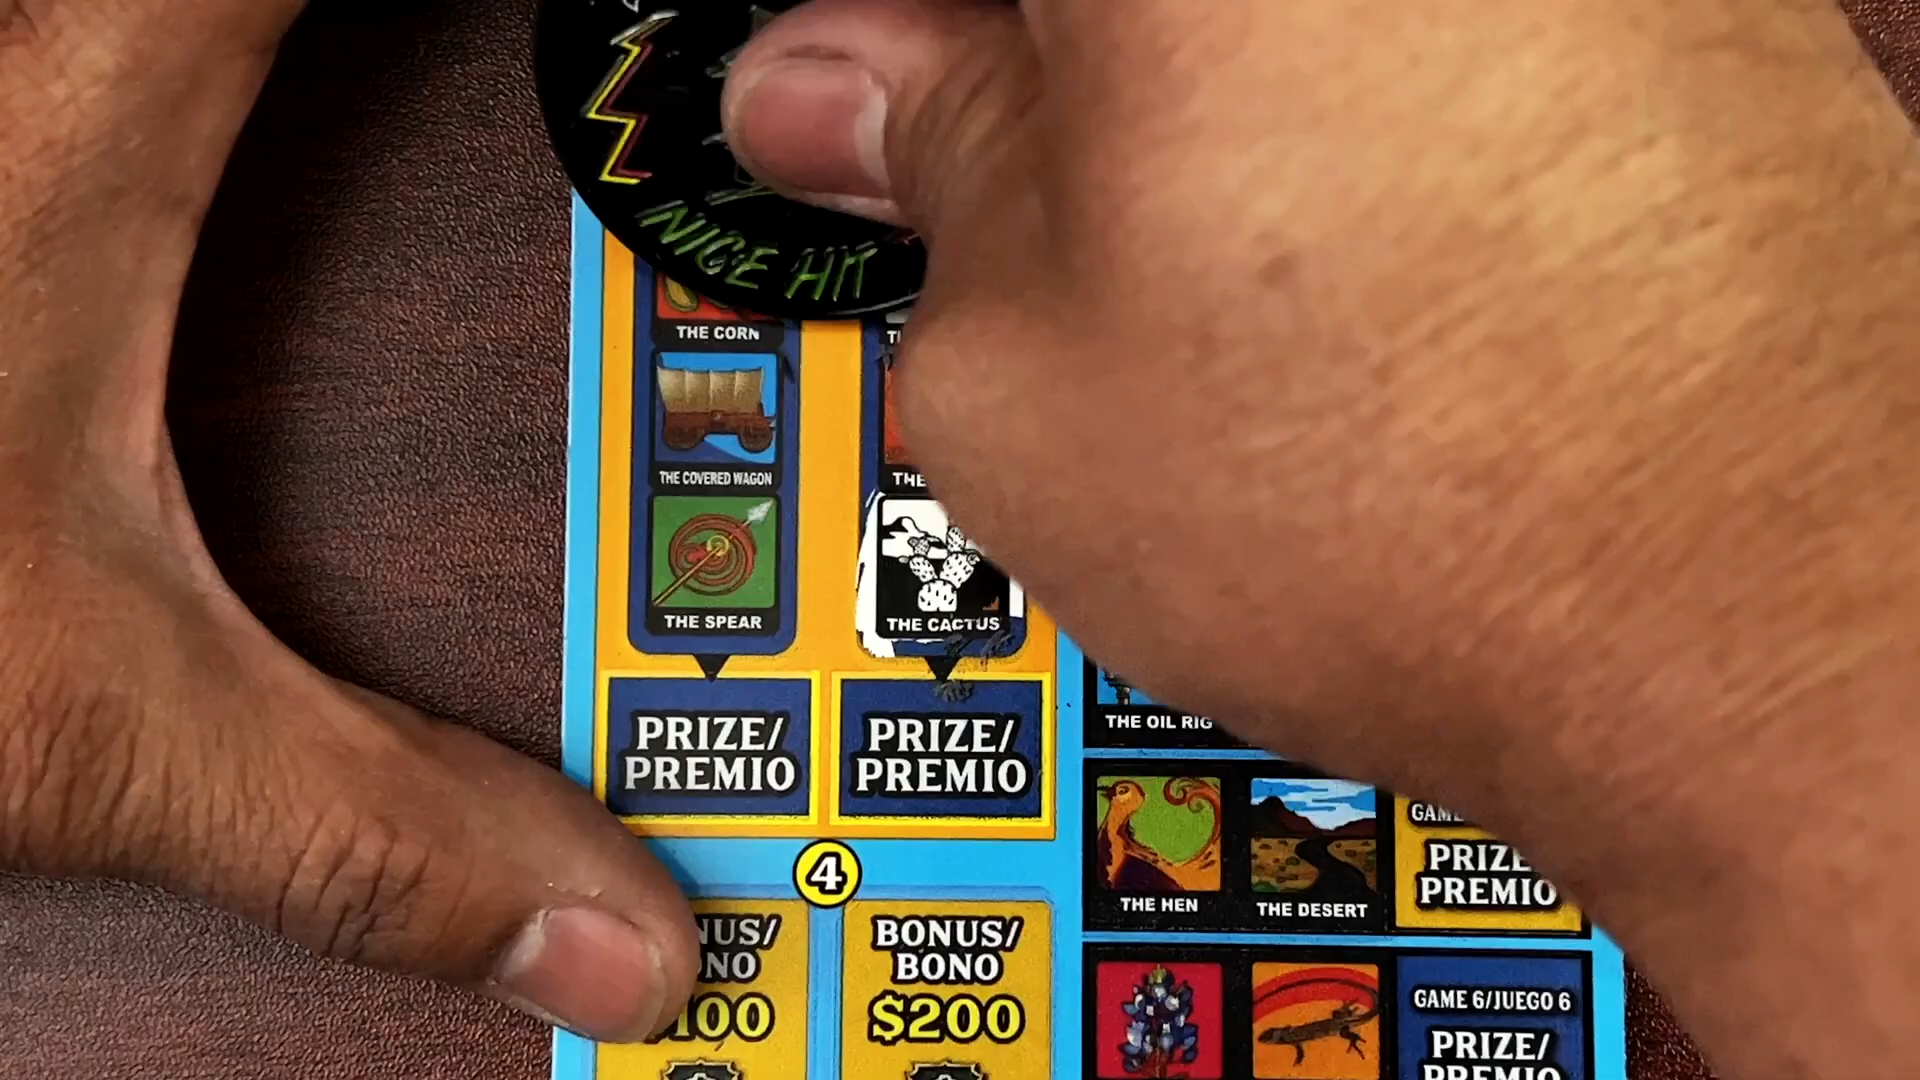 NICE HIT
THE CORN
THE COVERED WAGON
THE
THE SPEAR
THE CACTUS
PRIZE/
PREMIO
PRIZE/
PREMIO
THE OIL RIG
THE HEN
THE DESERT
PRIZE
PREMIO
4
BONUS/
BONO
$200
GAME 6/JUEGO 6
PRIZE/
PREMIO